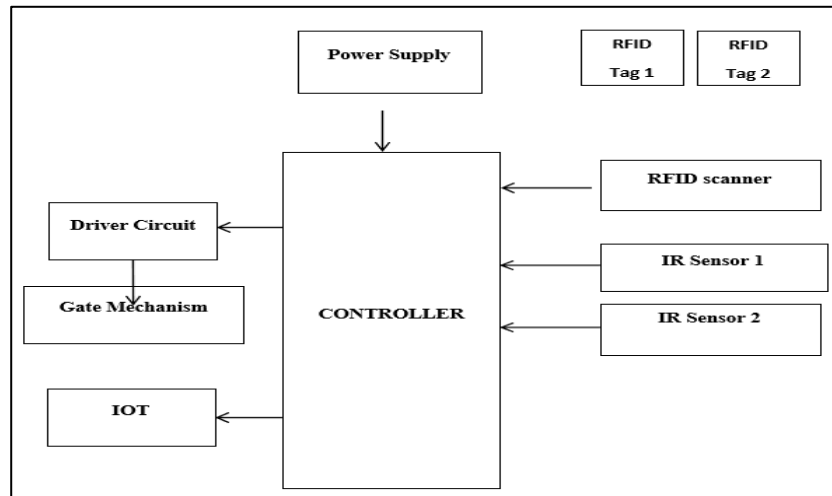 Power Supply
RFID
Tag 1
RFID
Tag 2
RFID scanner
Driver Circuit
IR Sensor 1
Gate Mechanism
CONTROLLER
IR Sensor 2
IOT